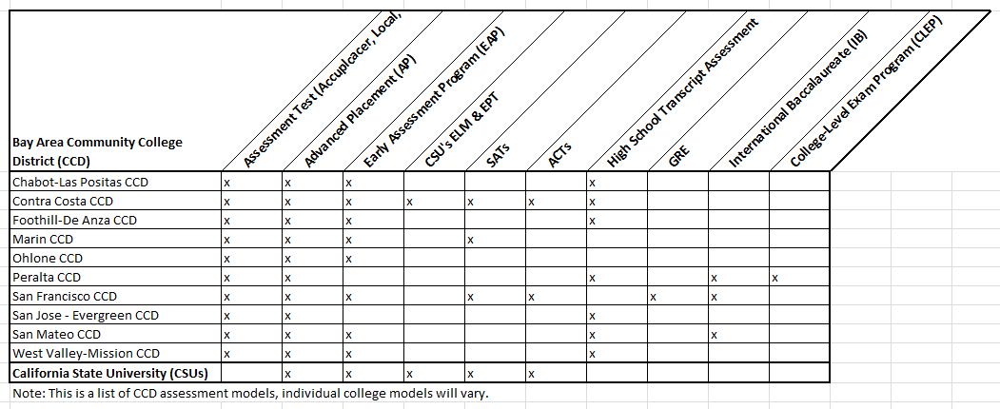 Assessment Test (Accuplcacer, Local,
Advanced Placement (AP)
Early Assessment Program (EAP)
CSU's ELM & EPT
SATs
ACTs
High School Transcript Assessment
GRE
International Baccalaureate (IB)
College-Level Exam Program (CLEP)
Bay Area Community College
District (CCD)
Chabot-Las Positas CCD x x x x
Contra Costa CCD x x x x x x x
Foothill-De Anza CCD x x x x
Marin CCD x x x x
Ohlone CCD x x x
Peralta CCD x x x x x
San Francisco CCD x x x x x x x
San Jose - Evergreen CCD x x x
San Mateo CCD x x x x x
West Valley-Mission CCD x x x x
California State University (CSUs) x x x x x
Note: This is a list of CCD assessment models, individual college models will vary.